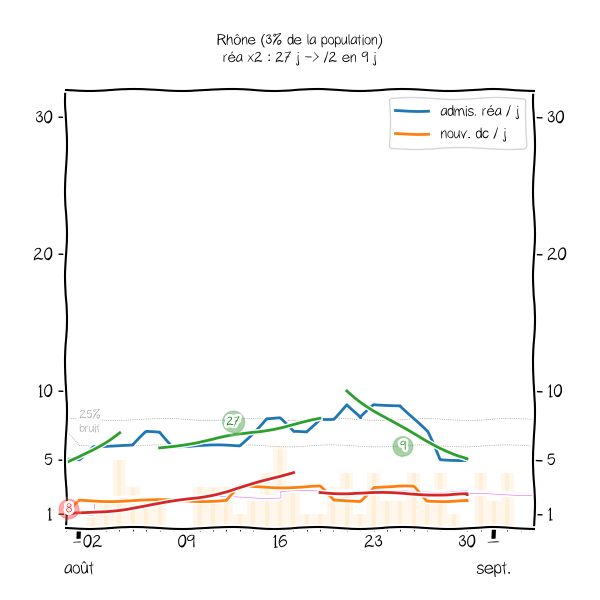 Rhône (3% de la population)
réa x2 : 27 j -> /2 en 9 j
admis. réa / j
nouv. dc / j
30
30
20
20
10
10
25%
bruit
27
9
5
5
8
1
1
02
09
16
23
30
août
sept.